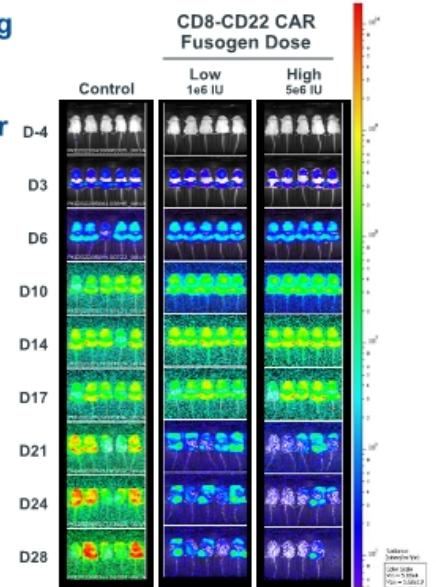 g
CD8-CD22 CAR
Fusogen Dose
Control
Low
1e6 IU
High
5e6 IU
r
D-4
D3
D6
D10
D14
D17
D21
D24
D28